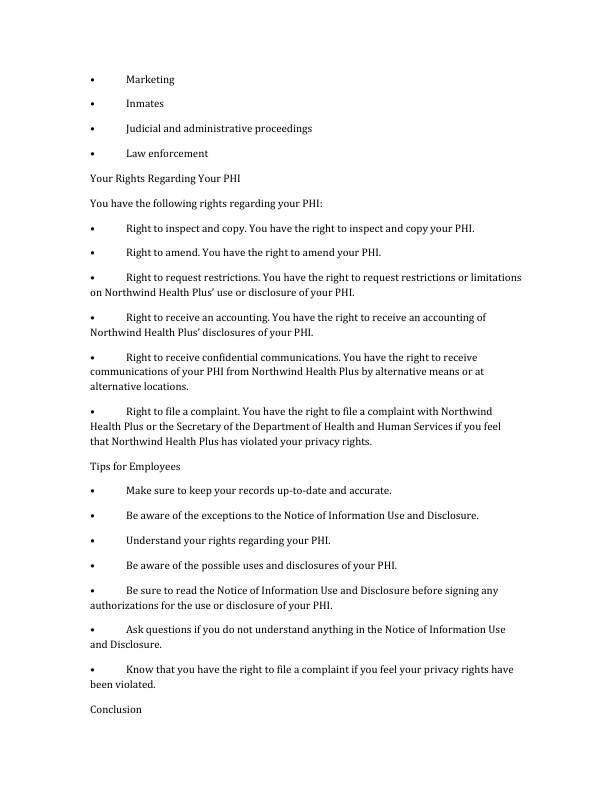 • Marketing
• Inmates
• Judicial and administrative proceedings
• Law enforcement
Your Rights Regarding Your PHI
You have the following rights regarding your PHI:
• Right to inspect and copy. You have the right to inspect and copy your PHI.
• Right to amend. You have the right to amend your PHI.
• Right to request restrictions. You have the right to request restrictions or limitations
on Northwind Health Plus’ use or disclosure of your PHI.
• Right to receive an accounting. You have the right to receive an accounting of
Northwind Health Plus’ disclosures of your PHI.
• Right to receive confidential communications. You have the right to receive
communications of your PHI from Northwind Health Plus by alternative means or at
alternative locations.
• Right to file a complaint. You have the right to file a complaint with Northwind
Health Plus or the Secretary of the Department of Health and Human Services if you feel
that Northwind Health Plus has violated your privacy rights.
Tips for Employees
• Make sure to keep your records up-to-date and accurate.
• Be aware of the exceptions to the Notice of Information Use and Disclosure.
• Understand your rights regarding your PHI.
• Be aware of the possible uses and disclosures of your PHI.
• Be sure to read the Notice of Information Use and Disclosure before signing any
authorizations for the use or disclosure of your PHI.
• Ask questions if you do not understand anything in the Notice of Information Use
and Disclosure.
• Know that you have the right to file a complaint if you feel your privacy rights have
been violated.
Conclusion